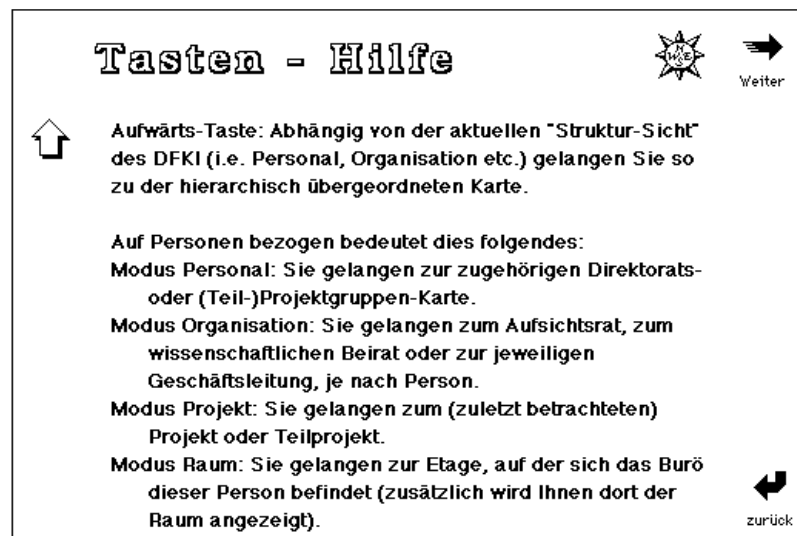 Tasten - Hilfe
N
W E
S
Weiter
Aufwärts-Taste: Abhängig von der aktuellen "Struktur-Sicht"
des DFKI (i.e. Personal, Organisation etc.) gelangen Sie so
zu der hierarchisch übergeordneten Karte.
Auf Personen bezogen bedeutet dies folgendes:
Modus Personal: Sie gelangen zur zugehörigen Direktorats-
oder (Teil-)Projektgruppen-Karte.
Modus Organisation: Sie gelangen zum Aufsichtsrat, zum
wissenschaftlichen Beirat oder zur jeweiligen
Geschäftsleitung, je nach Person.
Modus Projekt: Sie gelangen zum (zuletzt betrachteten)
Projekt oder Teilprojekt.
Modus Raum: Sie gelangen zur Etage, auf der sich das Burö
dieser Person befindet (zusätzlich wird Ihnen dort der
Raum angezeigt).
zurück